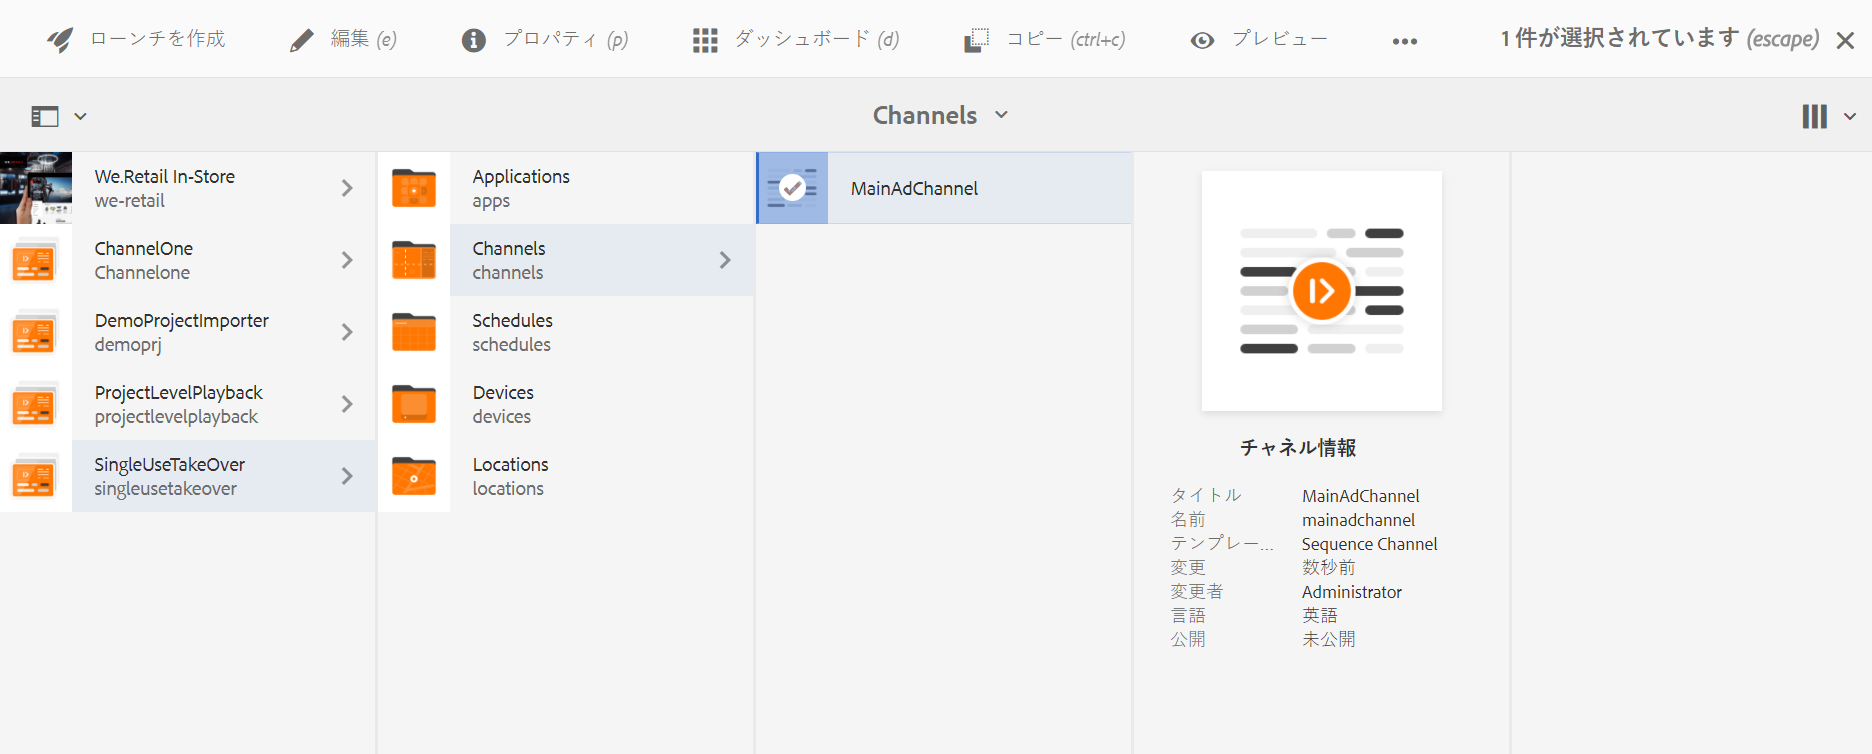 ローンチを作成 編集 (e) プロパティ (p) ダッシュボード (d) コピー (ctrl+c) プレビュー ••• 1 件が選択されています (escape)
Channels
We.Retail In-Store
we-retail
ChannelOne
Channelone
DemoProjectImporter
demoprj
ProjectLevelPlayback
projectlevelplayback
SingleUseTakeOver
singleusetakeover
Applications
apps
Channels
channels
Schedules
schedules
Devices
devices
Locations
locations
MainAdChannel
チャネル情報
タイトル MainAdChannel
名前 mainadchannel
テンプレー... Sequence Channel
変更 数秒前
変更者 Administrator
言語 英語
公開 未公開